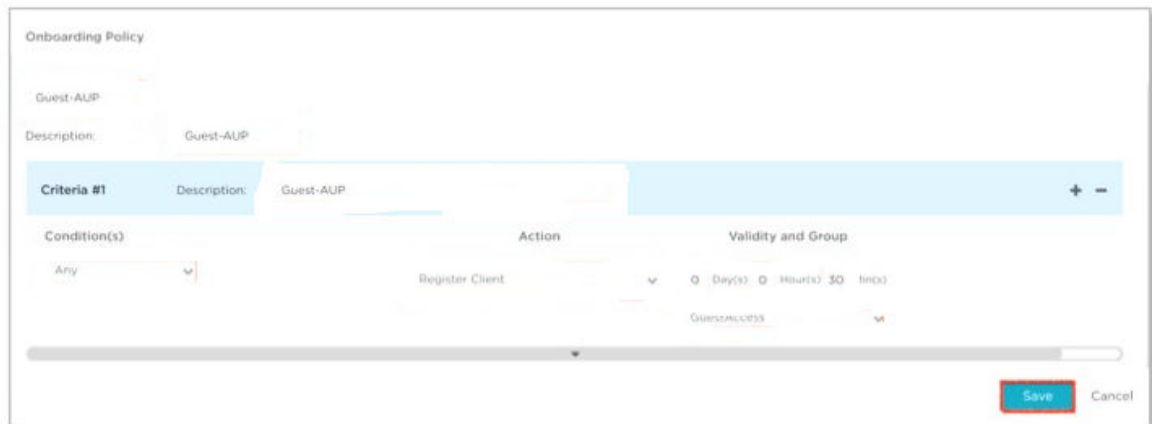 Onboarding Policy
Guest-AUP
Description: Guest-AUP
Criteria #1 Description: Guest-AUP + −
Condition(s) Action Validity and Group
Any Register Client 0 Day(s) 0 Hour(s) 30
GuestAccess
Save Cancel